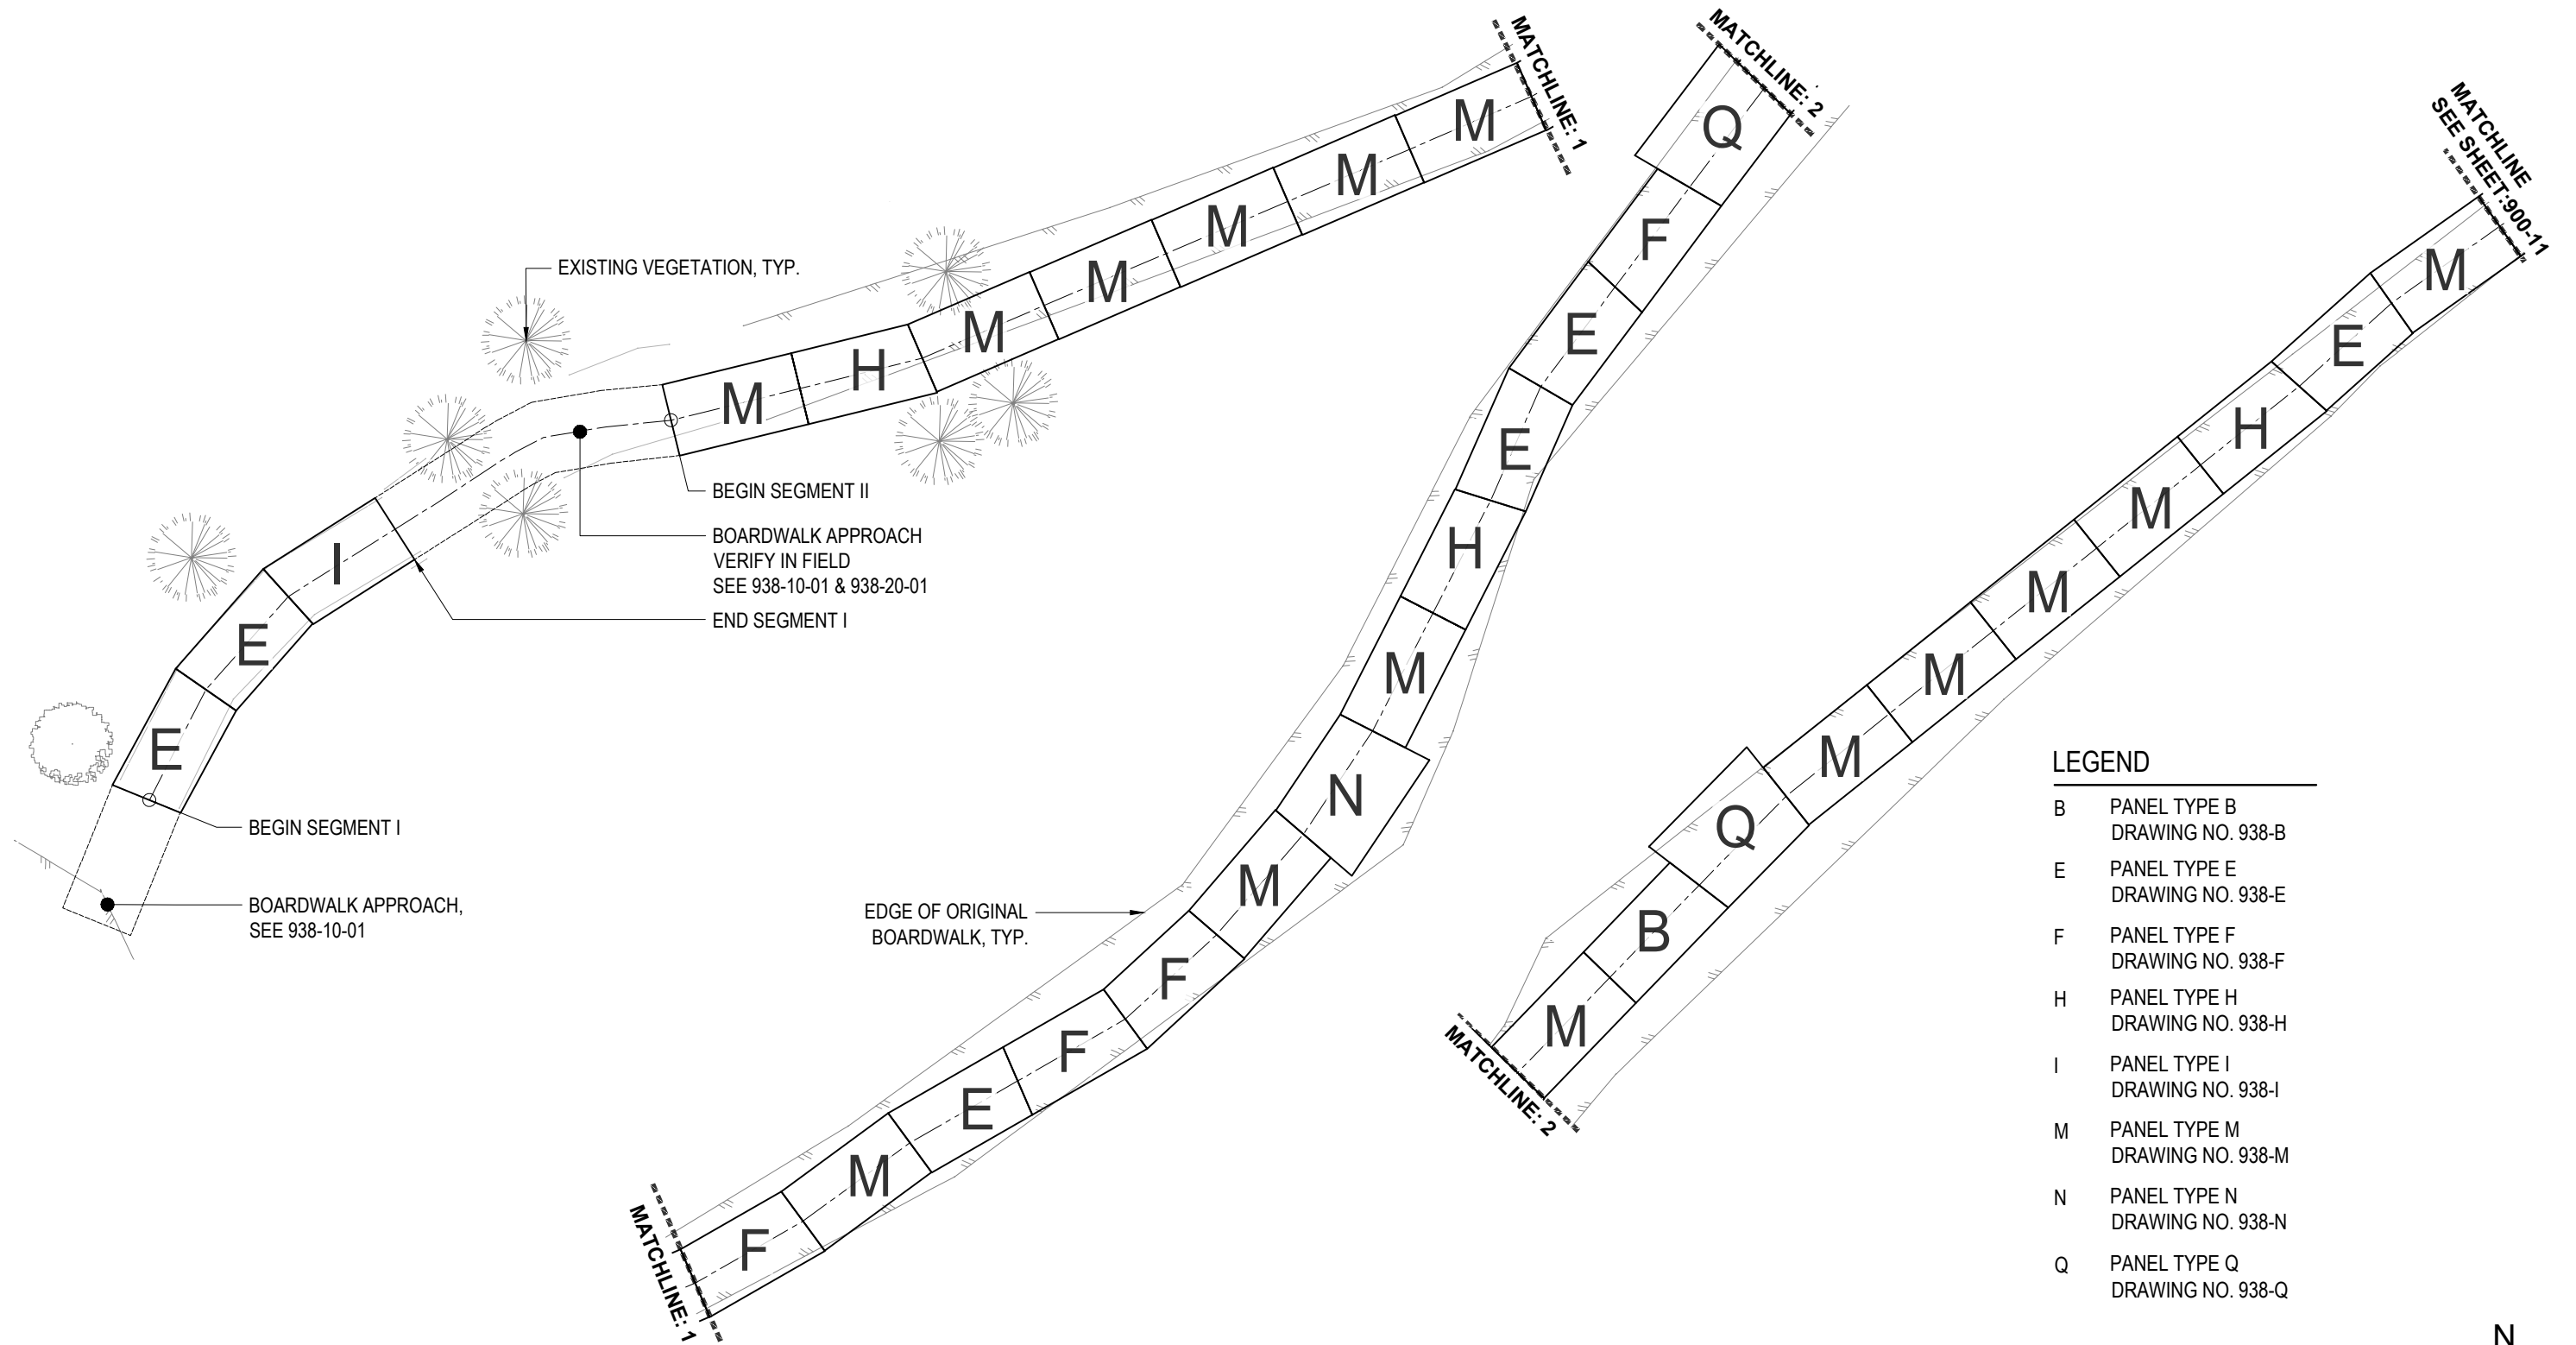 MATCHLINE: 1
MATCHLINE: 2
MATCHLINE
SEE SHEET:900-11
EXISTING VEGETATION, TYP.
M
M
M
M
M
H
M
BEGIN SEGMENT II
BOARDWALK APPROACH
VERIFY IN FIELD
SEE 938-10-01 & 938-20-01
END SEGMENT I
I
E
E
BEGIN SEGMENT I
BOARDWALK APPROACH,
SEE 938-10-01
Q
F
E
E
H
M
N
M
F
F
E
M
F
EDGE OF ORIGINAL
BOARDWALK, TYP.
MATCHLINE: 1
M
E
H
M
M
M
M
Q
B
M
MATCHLINE: 2
LEGEND
B PANEL TYPE B
DRAWING NO. 938-B
E PANEL TYPE E
DRAWING NO. 938-E
F PANEL TYPE F
DRAWING NO. 938-F
H PANEL TYPE H
DRAWING NO. 938-H
I PANEL TYPE I
DRAWING NO. 938-I
M PANEL TYPE M
DRAWING NO. 938-M
N PANEL TYPE N
DRAWING NO. 938-N
Q PANEL TYPE Q
DRAWING NO. 938-Q
N